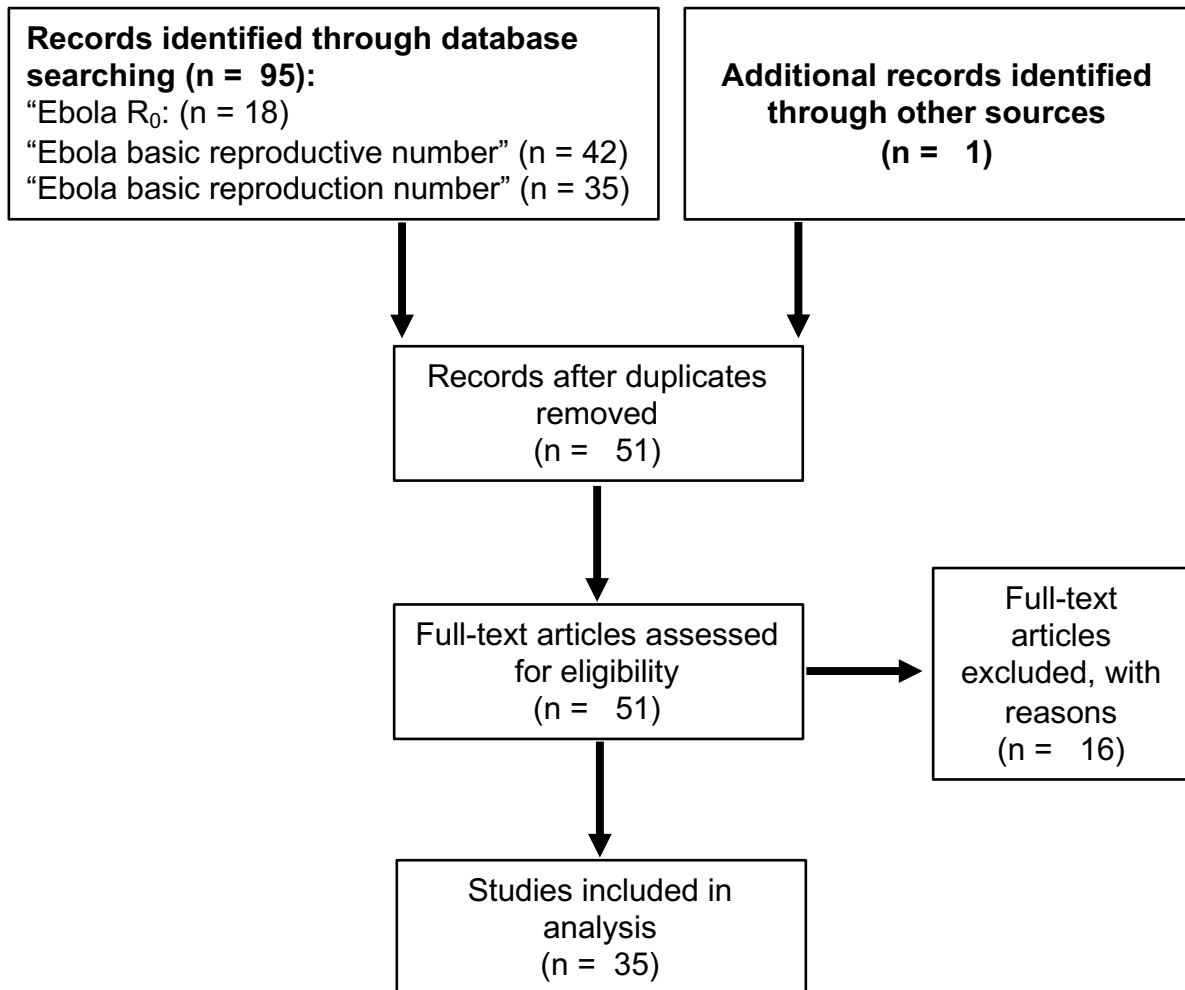 Records identified through database
searching (n =  95):
“Ebola R₀: (n = 18)
“Ebola basic reproductive number” (n = 42)
“Ebola basic reproduction number” (n = 35)
Additional records identified
through other sources
(n =   1)
Records after duplicates
removed
(n =   51)
Full-text articles assessed
for eligibility
(n =   51)
Full-text
articles
excluded, with
reasons
(n =   16)
Studies included in
analysis
(n =  35)